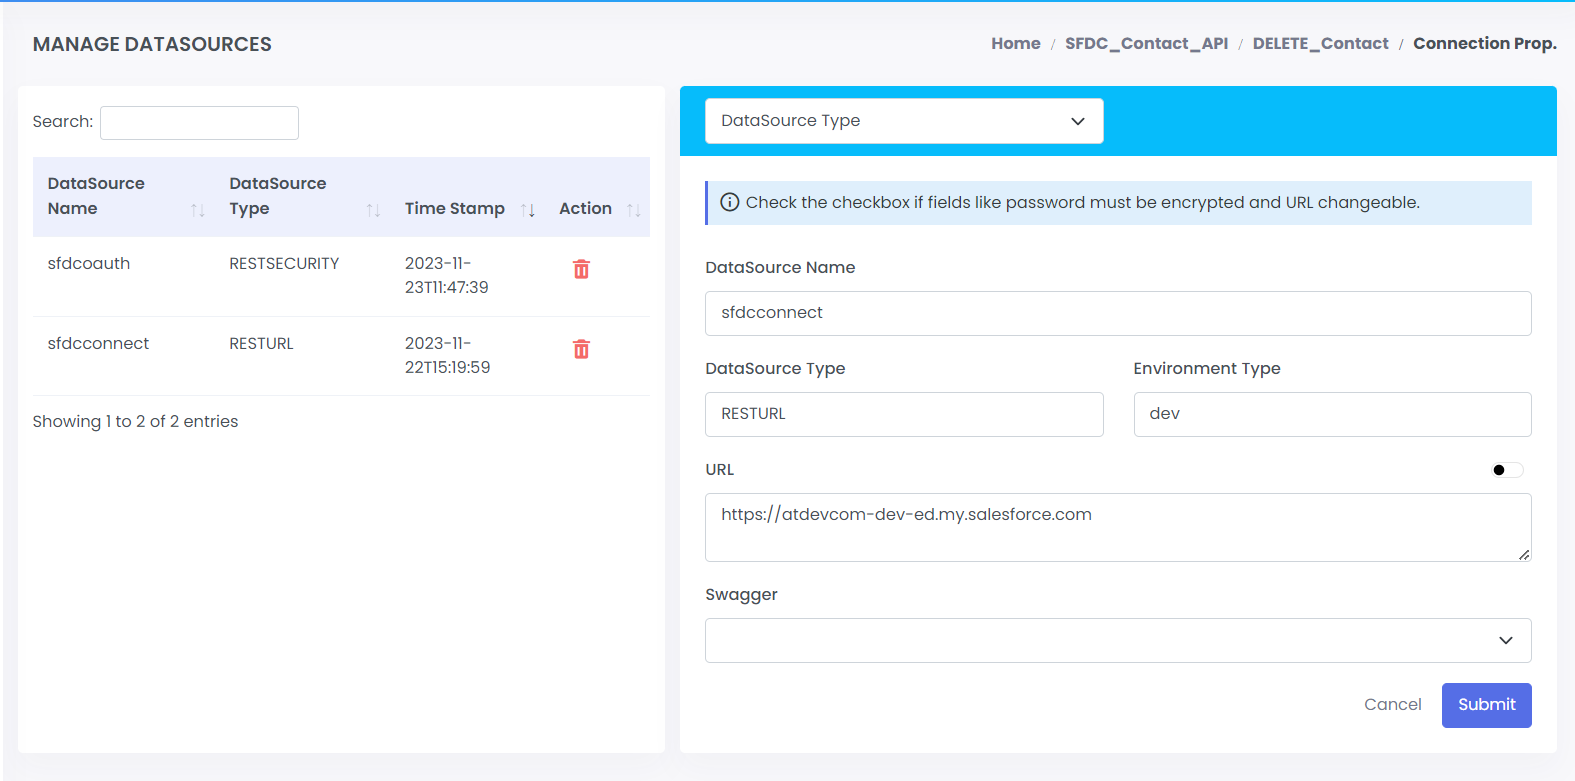 MANAGE DATASOURCES
Home / SFDC_Contact_API / DELETE_Contact / Connection Prop.
Search:
DataSource Name
DataSource Type
Time Stamp
Action
sfdcoauth
RESTSECURITY
2023-11-
23T11:47:39
sfdcconnect
RESTURL
2023-11-
22T15:19:59
Showing 1 to 2 of 2 entries
DataSource Type
Check the checkbox if fields like password must be encrypted and URL changeable.
DataSource Name
sfdcconnect
DataSource Type
Environment Type
RESTURL
dev
URL
https://atdevcom-dev-ed.my.salesforce.com
Swagger
Cancel
Submit